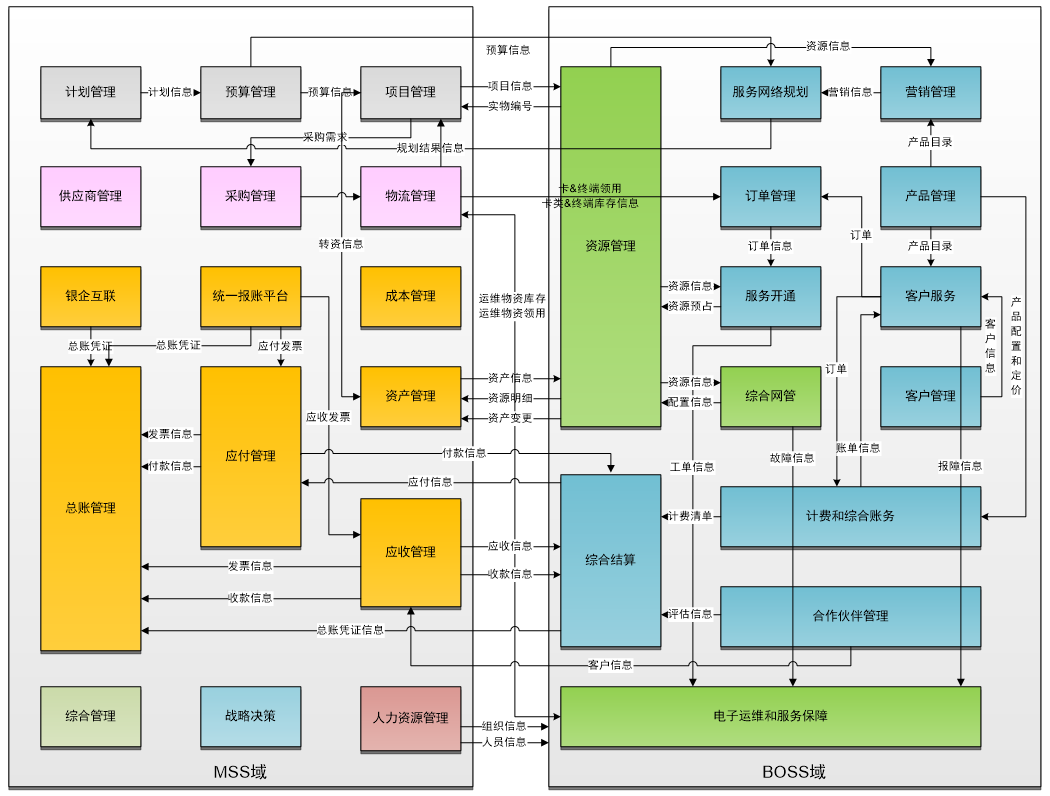 预算信息
资源信息
计划管理
计划信息
预算管理
预算信息
项目管理
项目信息
实物编号
服务网络规划
营销信息
营销管理
采购需求
规划结果信息
产品目录
供应商管理
采购管理
物流管理
卡&终端领用
卡类&终端库存信息
订单管理
产品管理
转资信息
资源管理
订单
订单信息
产品目录
银企互联
统一报账平台
成本管理
运维物资库存
运维物资领用
资源信息
资源预占
服务开通
客户服务
客户信息
产品配置和定价
总账凭证
总账凭证
应付发票
资产管理
资产信息
资源明细
资产变更
资源信息
配置信息
综合网管
订单
客户管理
应收发票
发票信息
付款信息
应付管理
付款信息
应付信息
工单信息
故障信息
账单信息
报障信息
总账管理
计费清单
计费和综合账务
应收管理
应收信息
收款信息
综合结算
发票信息
收款信息
总账凭证信息
评估信息
合作伙伴管理
客户信息
综合管理
战略决策
人力资源管理
组织信息
人员信息
电子运维和服务保障
MSS域
BOSS域